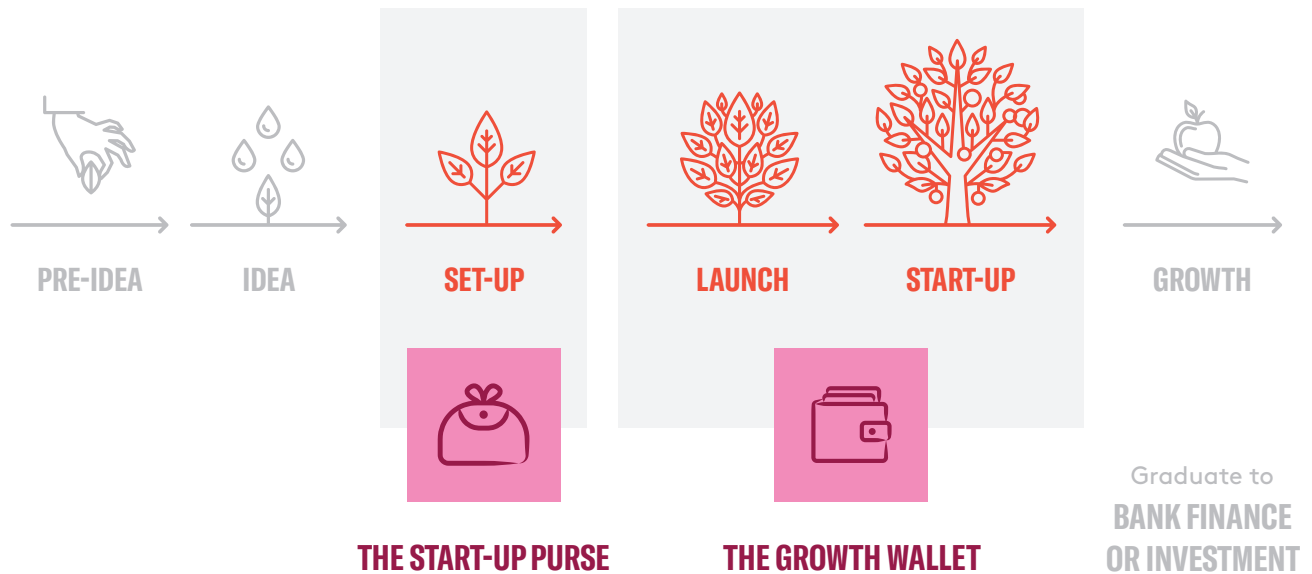 PRE-IDEA
IDEA
SET-UP
LAUNCH
START-UP
GROWTH
THE START-UP PURSE
THE GROWTH WALLET
Graduate to
BANK FINANCE
OR INVESTMENT